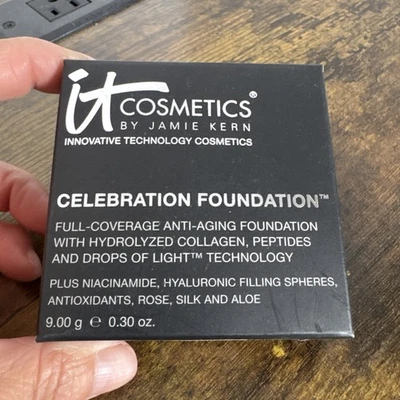 it COSMETICS®
BY JAMIE KERN
INNOVATIVE TECHNOLOGY COSMETICS
CELEBRATION FOUNDATION™
FULL-COVERAGE ANTI-AGING FOUNDATION
WITH HYDROLYZED COLLAGEN, PEPTIDES
AND DROPS OF LIGHT™ TECHNOLOGY
PLUS NIACINAMIDE, HYALURONIC FILLING SPHERES,
ANTIOXIDANTS, ROSE, SILK AND ALOE
9.00 g ℮ 0.30 oz.